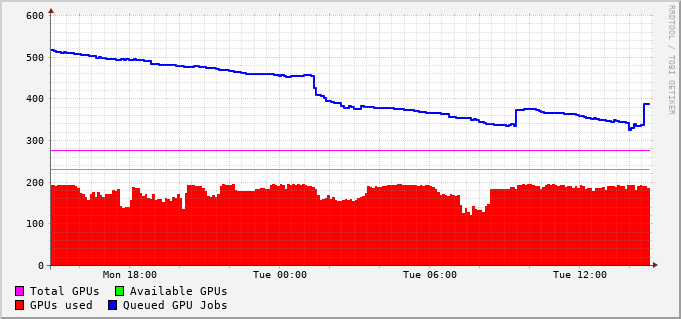 600
500
400
300
200
100
0
Mon 18:00 Tue 00:00 Tue 06:00 Tue 12:00
Total GPUs Available GPUs
GPUs used Queued GPU Jobs
RRDTOOL / TOBI OETIKER